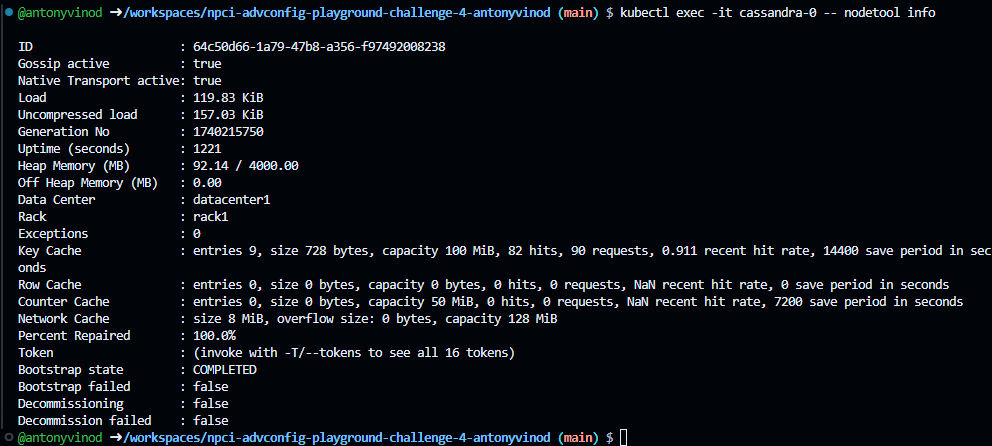 @antonyvinod ➜/workspaces/npci-advconfig-playground-challenge-4-antonyvinod (main) $ kubectl exec -it cassandra-0 -- nodetool info
ID                     : 64c50d66-1a79-47b8-a356-f97492008238
Gossip active          : true
Native Transport active: true
Load                   : 119.83 KiB
Uncompressed load      : 157.03 KiB
Generation No          : 1740215750
Uptime (seconds)       : 1221
Heap Memory (MB)       : 92.14 / 4000.00
Off Heap Memory (MB)   : 0.00
Data Center            : datacenter1
Rack                   : rack1
Exceptions             : 0
Key Cache              : entries 9, size 728 bytes, capacity 100 MiB, 82 hits, 90 requests, 0.911 recent hit rate, 14400 save period in sec
onds
Row Cache              : entries 0, size 0 bytes, capacity 0 bytes, 0 hits, 0 requests, NaN recent hit rate, 0 save period in seconds
Counter Cache          : entries 0, size 0 bytes, capacity 50 MiB, 0 hits, 0 requests, NaN recent hit rate, 7200 save period in seconds
Network Cache          : size 8 MiB, overflow size: 0 bytes, capacity 128 MiB
Percent Repaired       : 100.0%
Token                  : (invoke with -T/--tokens to see all 16 tokens)
Bootstrap state        : COMPLETED
Bootstrap failed       : false
Decommissioning        : false
Decommission failed    : false
@antonyvinod ➜/workspaces/npci-advconfig-playground-challenge-4-antonyvinod (main) $